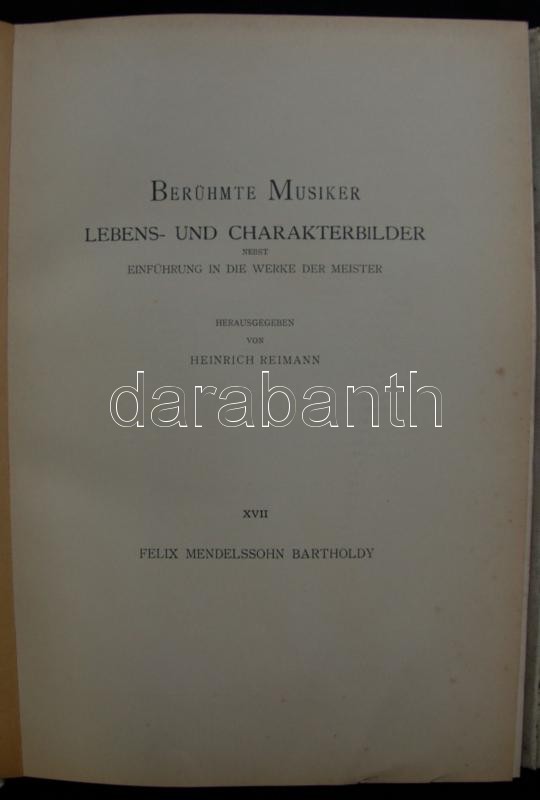 BERÜHMTE MUSIKER
LEBENS- UND CHARAKTERBILDER
NEBST
EINFÜHRUNG IN DIE WERKE DER MEISTER
HERAUSGEGEBEN
VON
HEINRICH REIMANN
darabanth
XVII
FELIX MENDELSSOHN BARTHOLDY